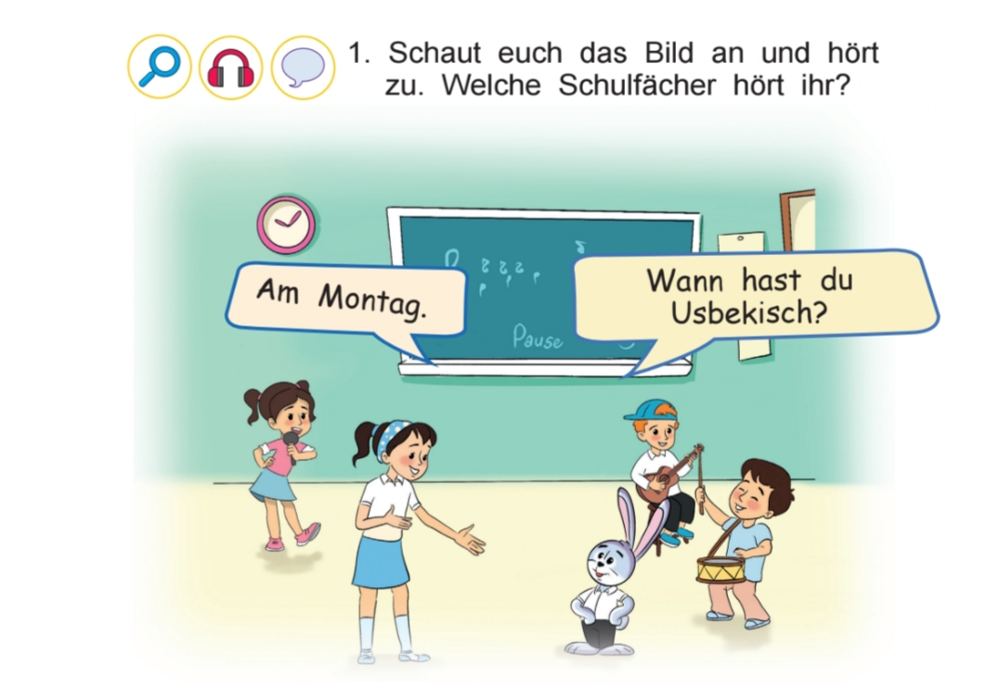 1. Schaut euch das Bild an und hört
zu. Welche Schulfächer hört ihr?
Am Montag.
Wann hast du
Usbekisch?
Pause